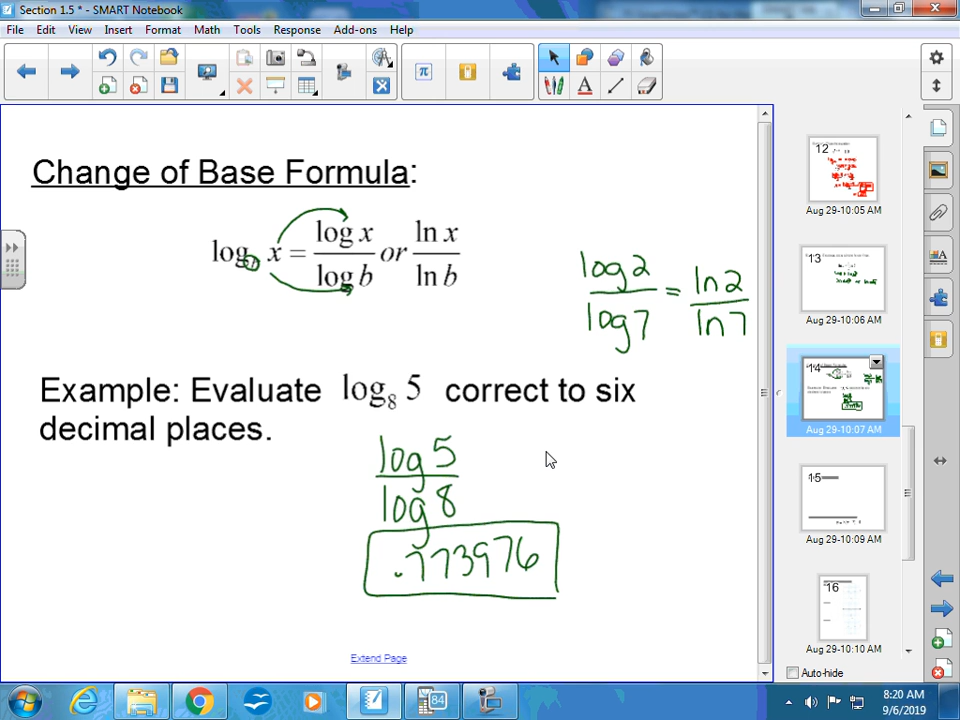 Section 1.5 * - SMART Notebook
File Edit View Insert Format Math Tools Response Add-ons Help
Change of Base Formula:
log_b x = log x / log b or ln x / ln b
log 2 / log 7 = ln 2 / ln 7
Example: Evaluate log_8 5 correct to six
decimal places.
log 5
log 8
.773976
Extend Page
12
Aug 29-10:05 AM
13
Aug 29-10:06 AM
14
Aug 29-10:07 AM
15
Aug 29-10:09 AM
16
Aug 29-10:10 AM
Auto-hide
84
8:20 AM
9/6/2019